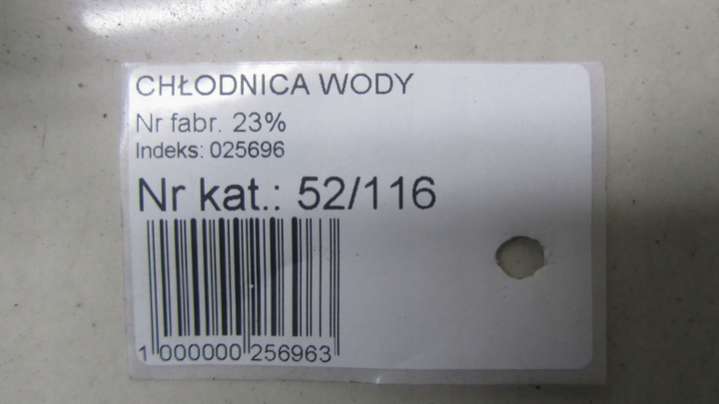 CHŁODNICA WODY
Nr fabr. 23%
Indeks: 025696
Nr kat.: 52/116
1 000000 256963